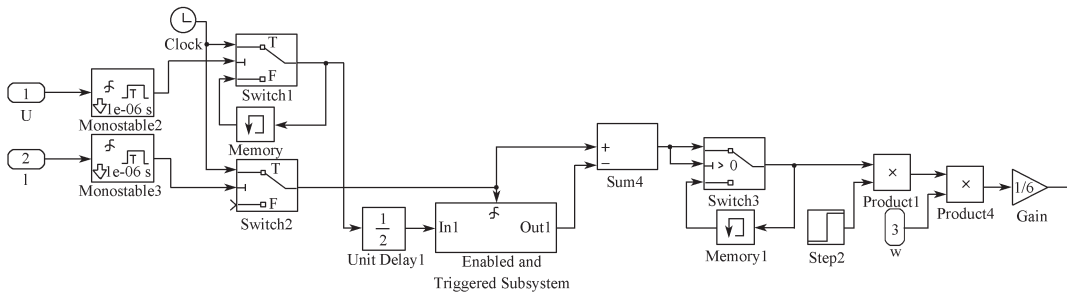 Clock
T
F
Switch1
1
U
1e-06 s
T
Monostable2
Memory
2
1
1e-06 s
T
Monostable3
T
F
Switch2
1
2
Unit Delay1
In1
Out1
Enabled and
Triggered Subsystem
+
−
Sum4
> 0
Switch3
Memory1
Step2
×
Product1
3
w
×
Product4
1/6
Gain